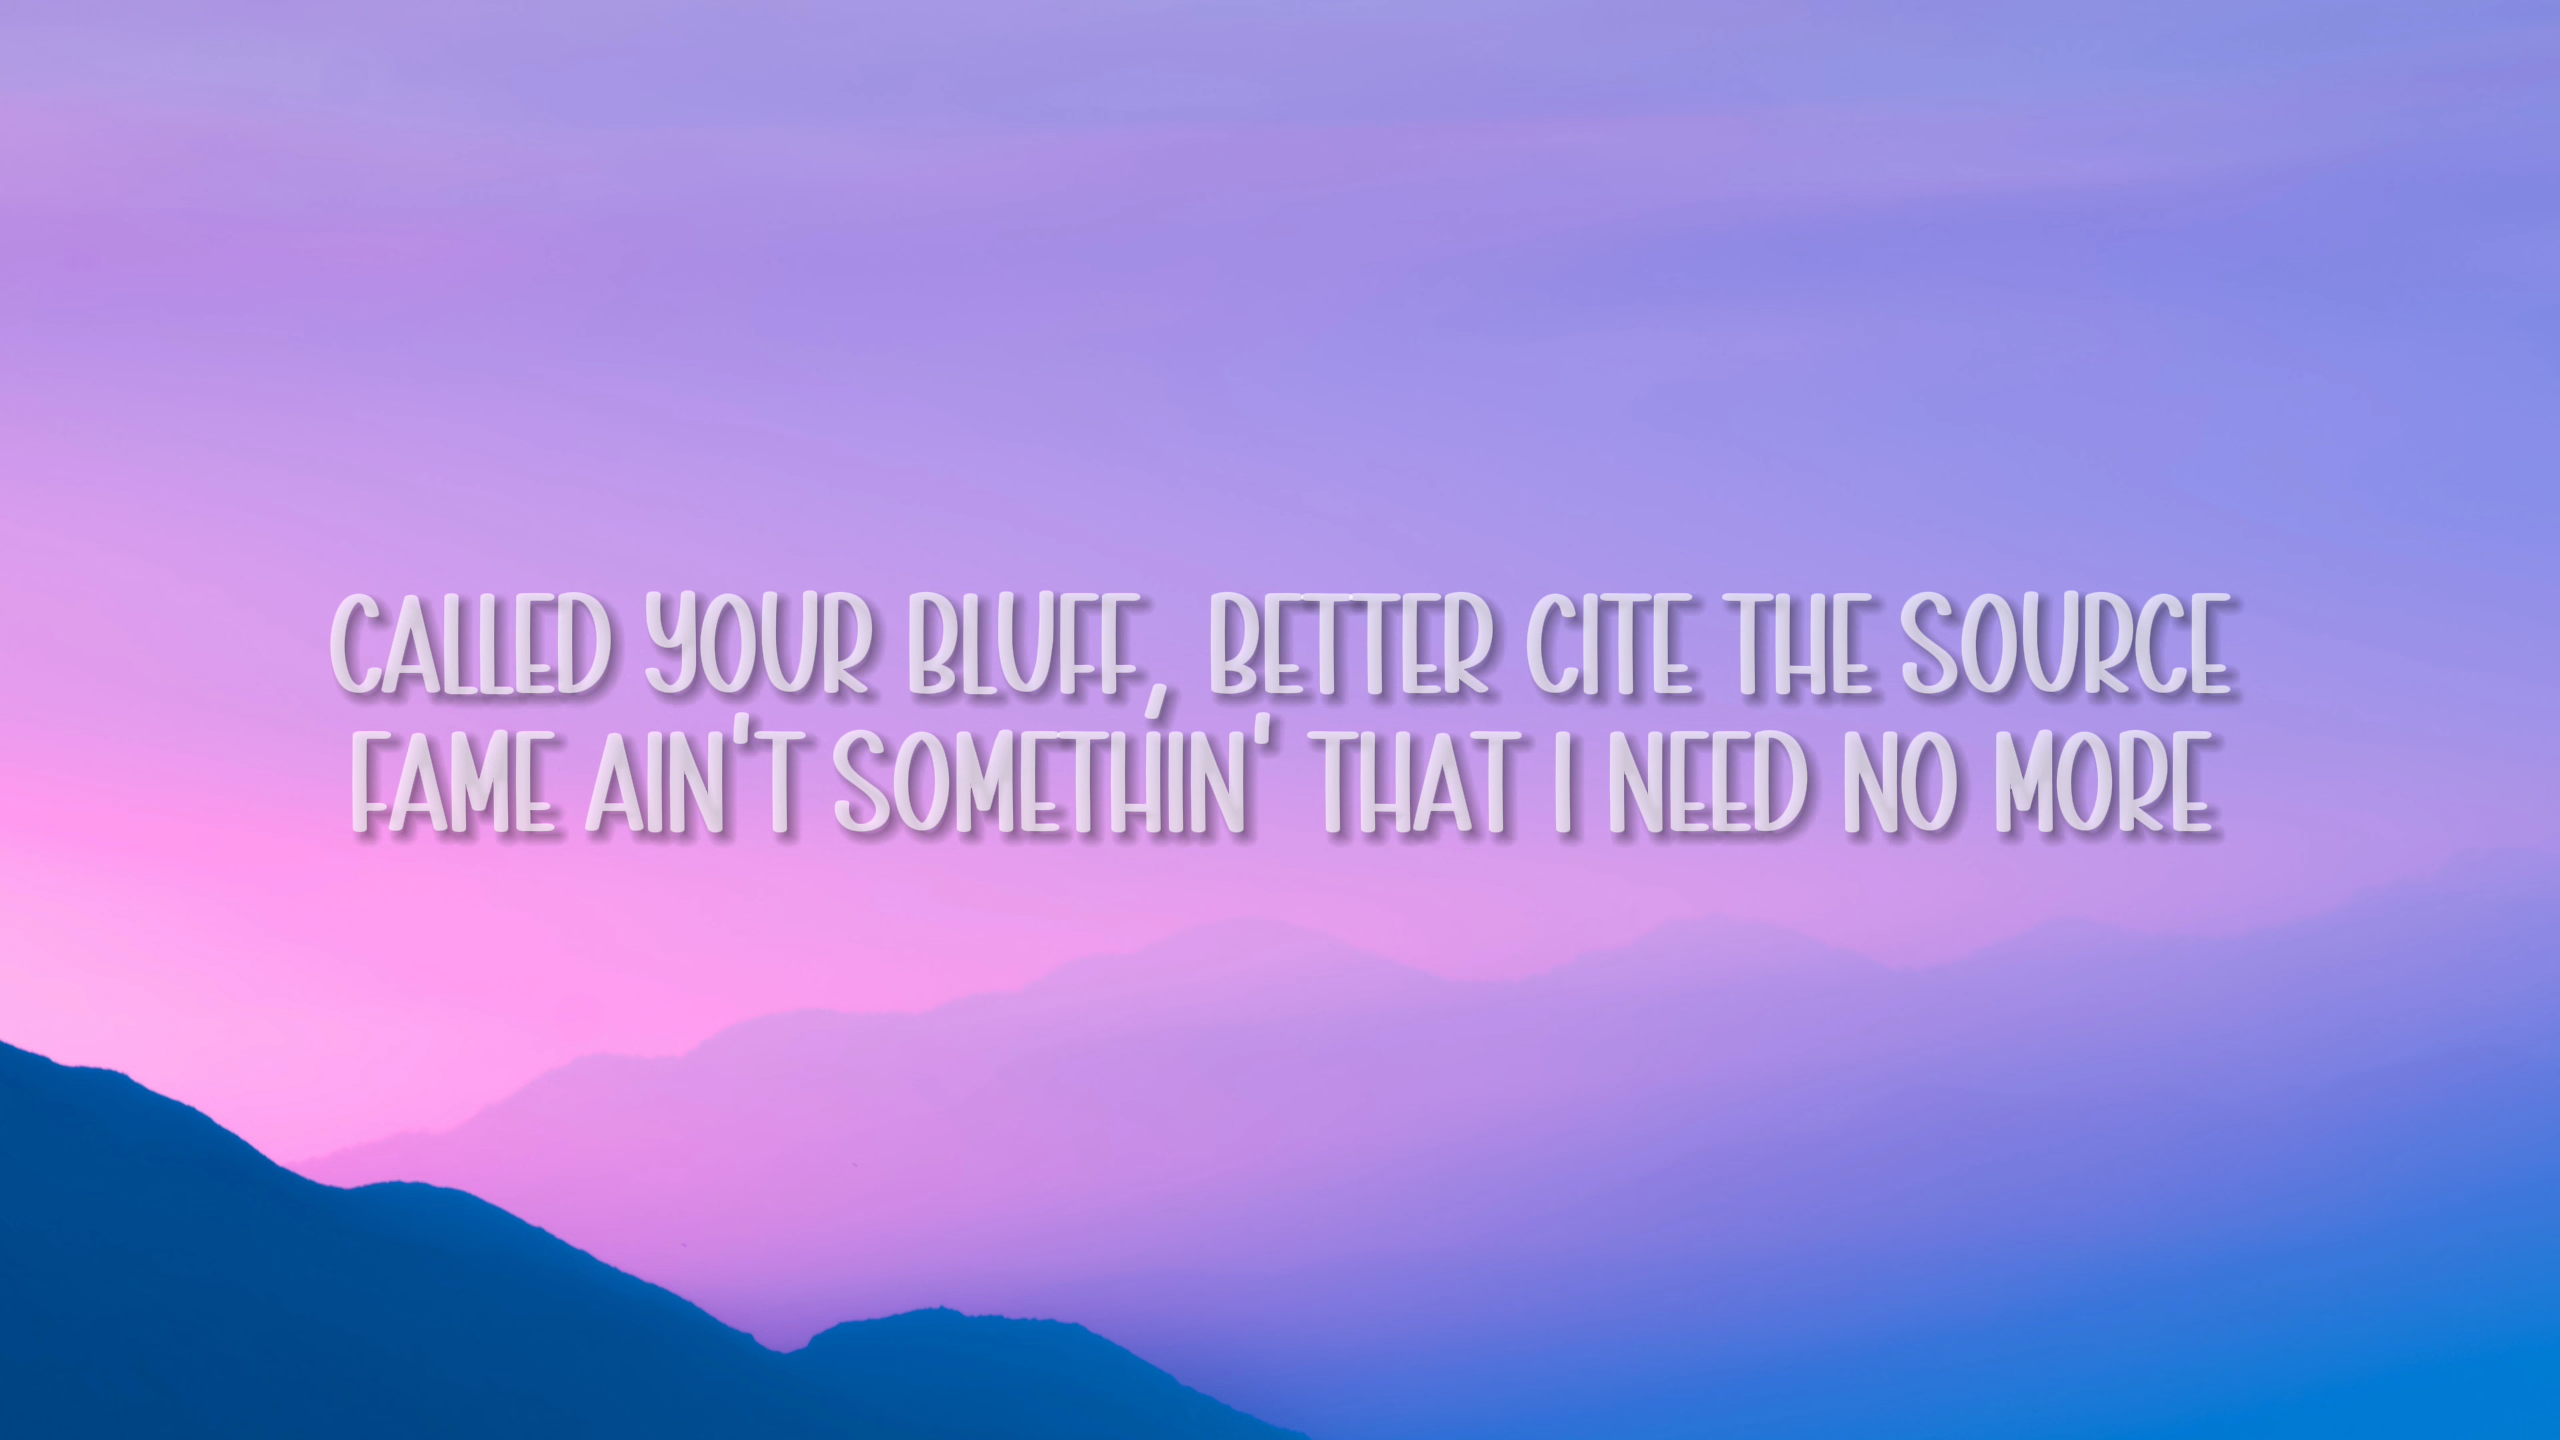 CALLED YOUR BLUFF, BETTER CITE THE SOURCE
FAME AIN'T SOMETHIN' THAT I NEED NO MORE